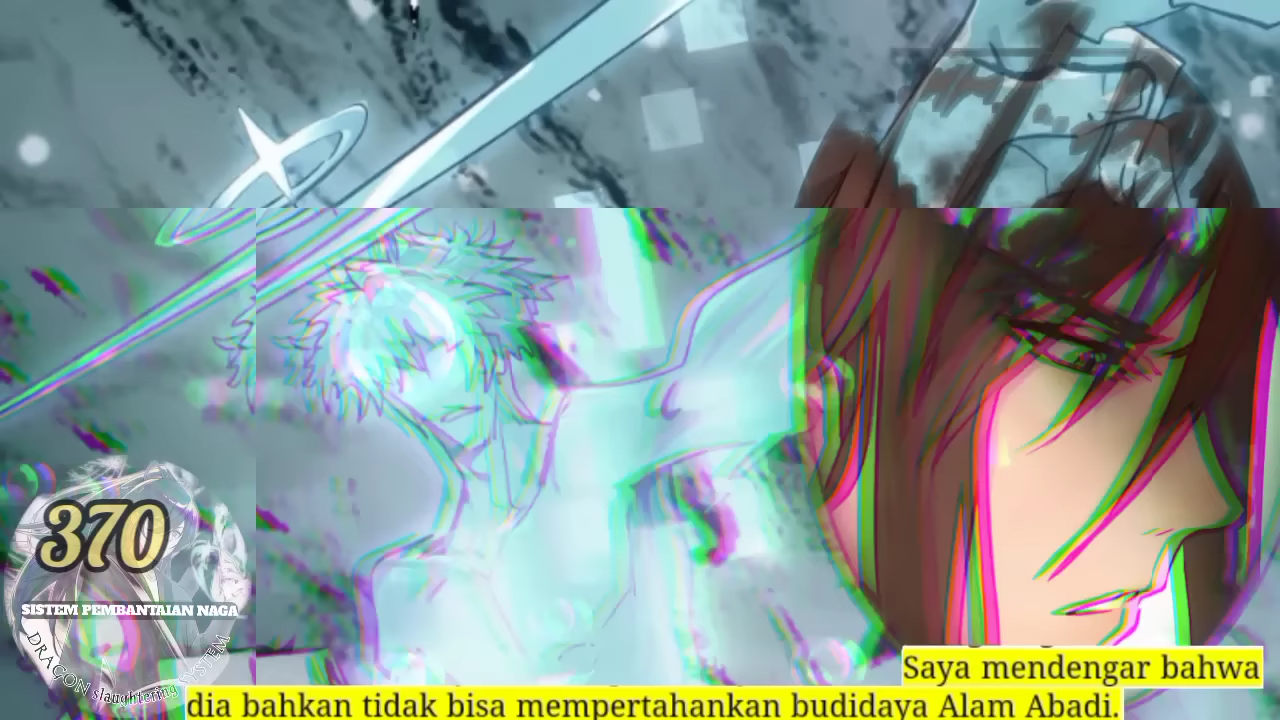 370
SISTEM PEMBANTAIAN NAGA
DRAGON slaughtering SYSTEM
Saya mendengar bahwa
dia bahkan tidak bisa mempertahankan budidaya Alam Abadi.